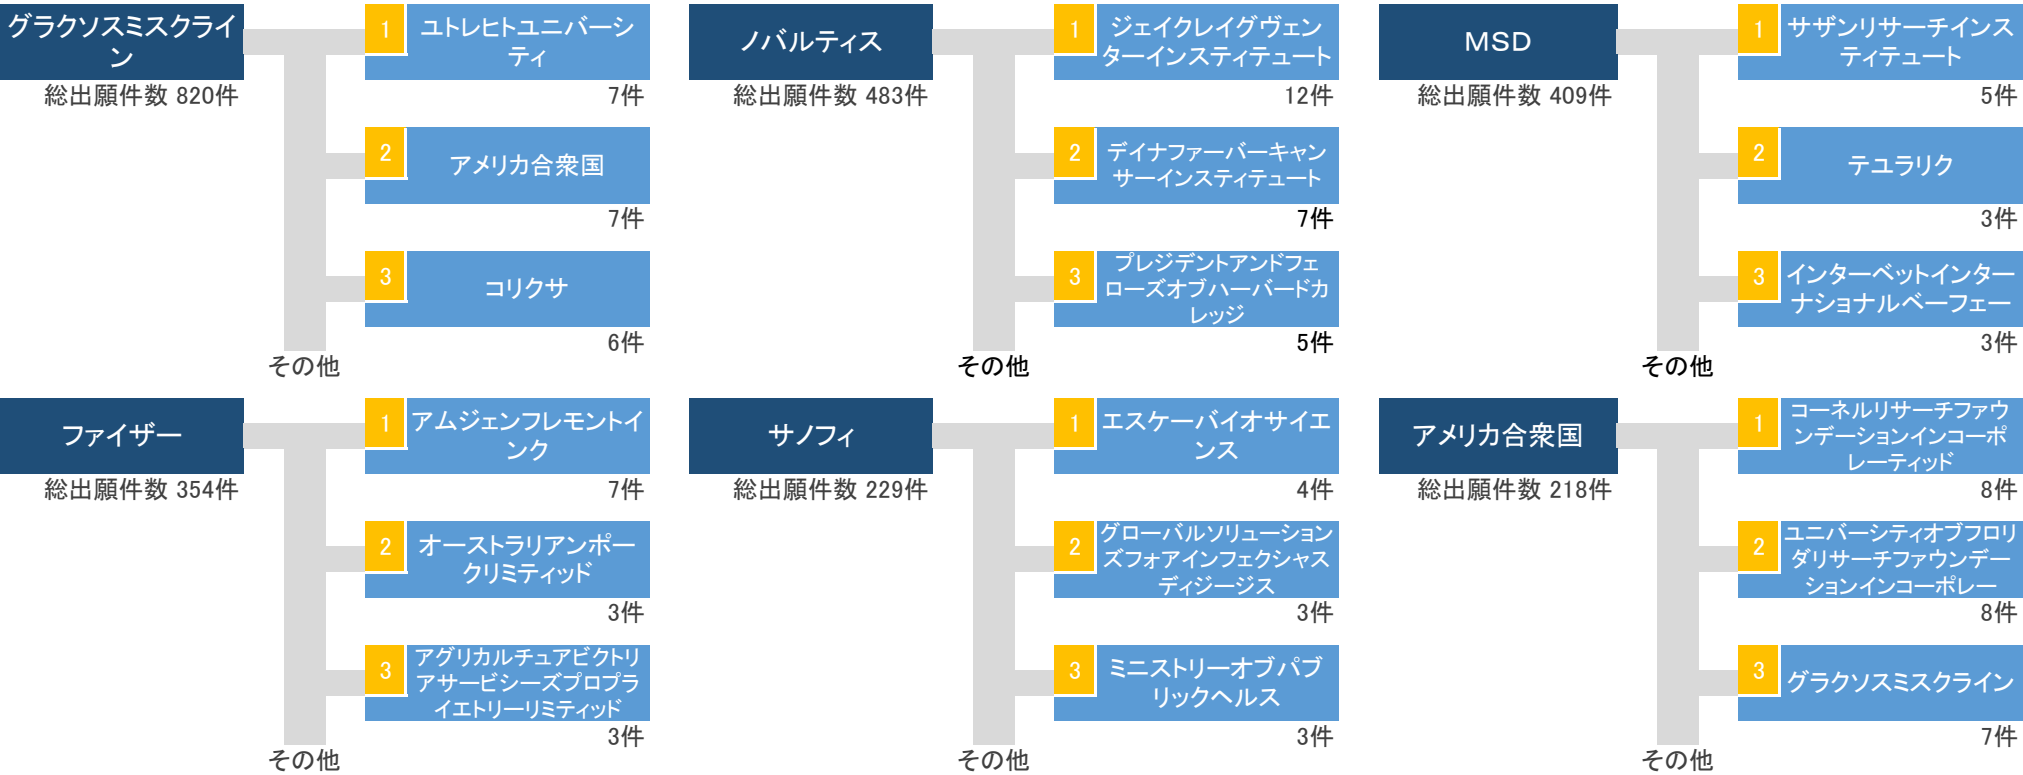 グラクソスミスクライ
ン
総出願件数 820件
1
ユトレヒトユニバーシ
ティ
7件
2
アメリカ合衆国
7件
3
コリクサ
6件
その他
ノバルティス
総出願件数 483件
1
ジェイクレイグヴェン
ターインスティテュート
12件
2
デイナファーバーキャン
サーインスティテュート
7件
3
プレジデントアンドフェ
ローズオブハーバードカ
レッジ
5件
その他
MSD
総出願件数 409件
1
サザンリサーチインス
ティテュート
5件
2
テュラリク
3件
3
インターベットインター
ナショナルベーフェー
3件
その他
ファイザー
総出願件数 354件
1
アムジェンフレモントイ
ンク
7件
2
オーストラリアンポー
クリミティッド
3件
3
アグリカルチュアビクトリ
アサービシーズプロプラ
イエトリーリミティッド
3件
その他
サノフィ
総出願件数 229件
1
エスケーバイオサイエ
ンス
4件
2
グローバルソリューション
ズフォアインフェクシャス
ディジージス
3件
3
ミニストリーオブパブ
リックヘルス
3件
その他
アメリカ合衆国
総出願件数 218件
1
コーネルリサーチファウ
ンデーションインコーポ
レーティッド
8件
2
ユニバーシティオブフロリ
ダリサーチファウンデー
ションインコーポレー
8件
3
グラクソスミスクライン
7件
その他